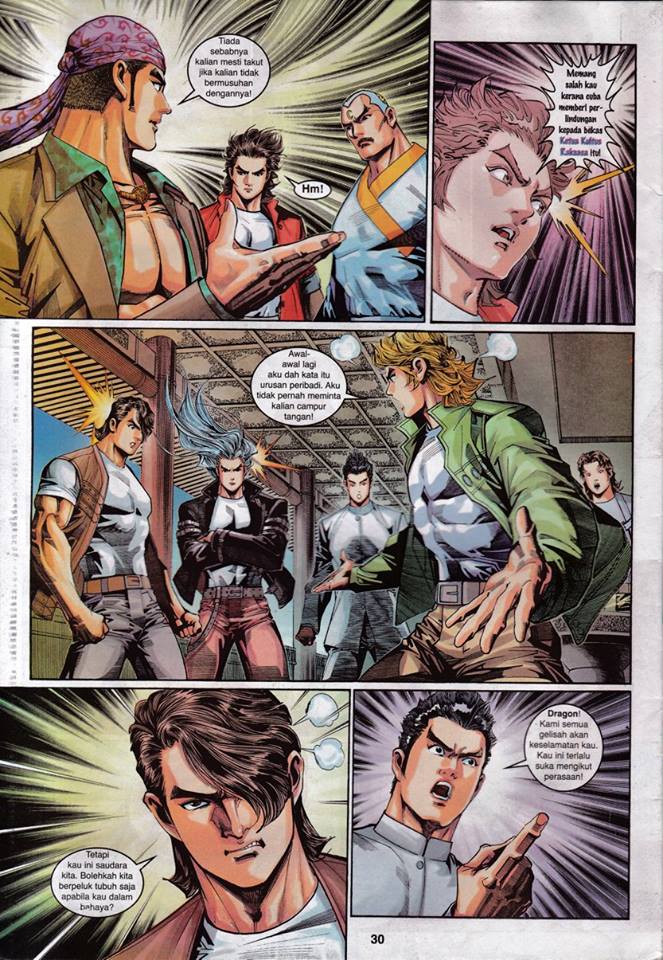 Tiada
sebabnya
kalian mesti takut
jika kalian tidak
bermusuhan
dengannya!
Hm!
Memang
salah kau
kerana cuba
memberi per-
lindungan
kepada bekas
Ketua Kultus
Raksasa itu!
Awal-
awal lagi
aku dah kata itu
urusan peribadi. Aku
tidak pernah meminta
kalian campur
tangan!
Tetapi
kau ini saudara
kita. Bolehkah kita
berpeluk tubuh saja
apabila kau dalam
bahaya?
Dragon!
Kami semua
gelisah akan
keselamatan kau.
Kau ini terlalu
suka mengikut
perasaan!
30